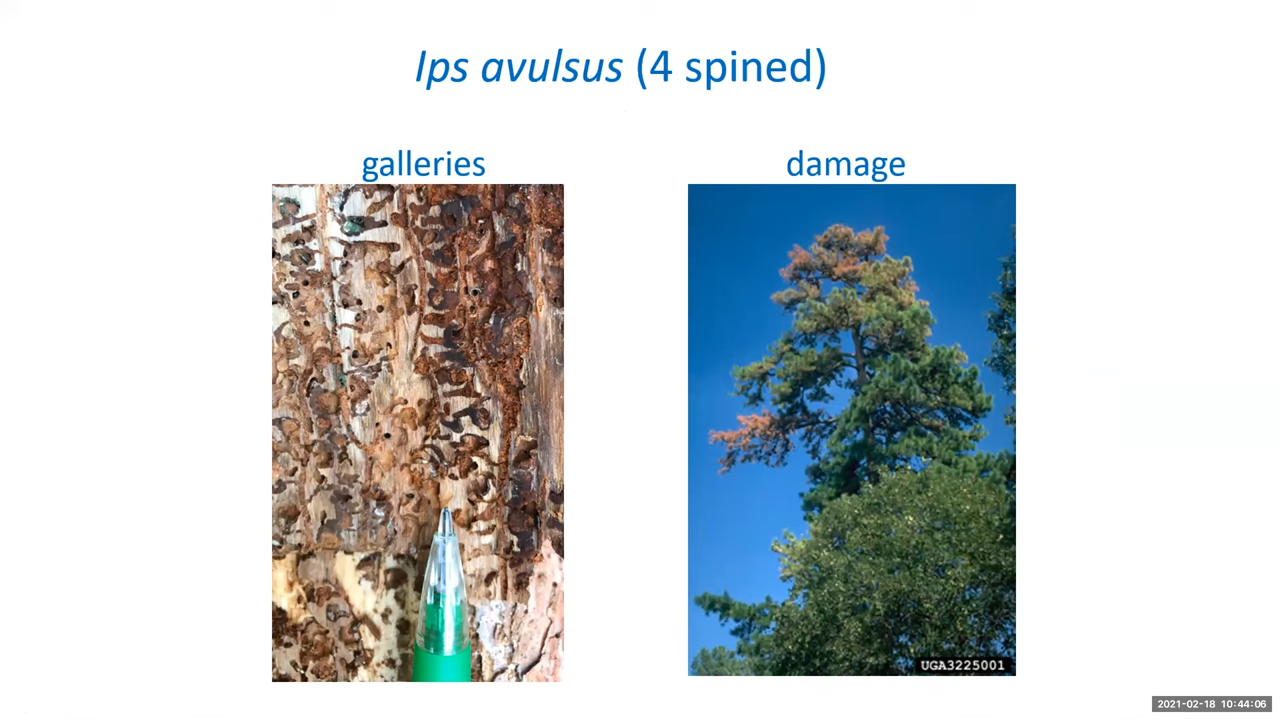 Ips avulsus (4 spined)
galleries
damage
UGA3225001
2021-02-18 10:44:06